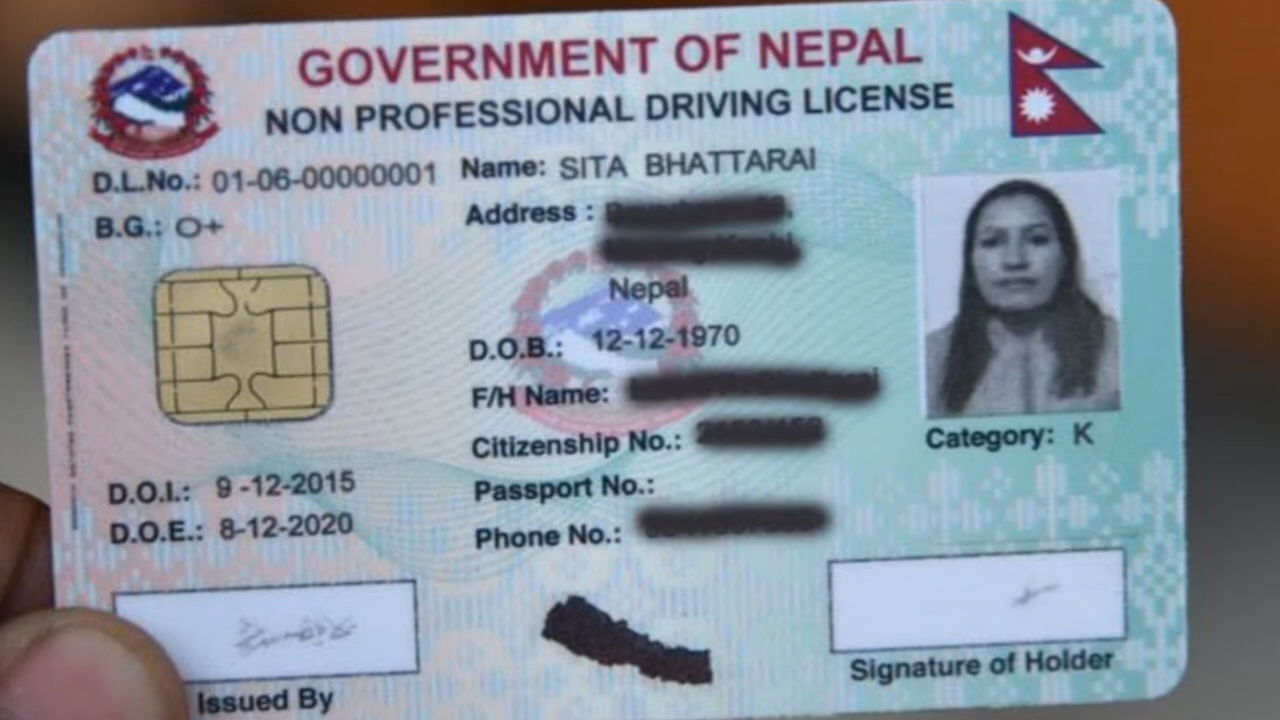 GOVERNMENT OF NEPAL
NON PROFESSIONAL DRIVING LICENSE
D.L.No.: 01-06-00000001
B.G.: O+
Name: SITA BHATTARAI
Address :
Nepal
D.O.B.: 12-12-1970
F/H Name:
Citizenship No.:
Passport No.:
Phone No.:
Category: K
D.O.I.: 9 -12-2015
D.O.E.: 8-12-2020
Issued By
Signature of Holder